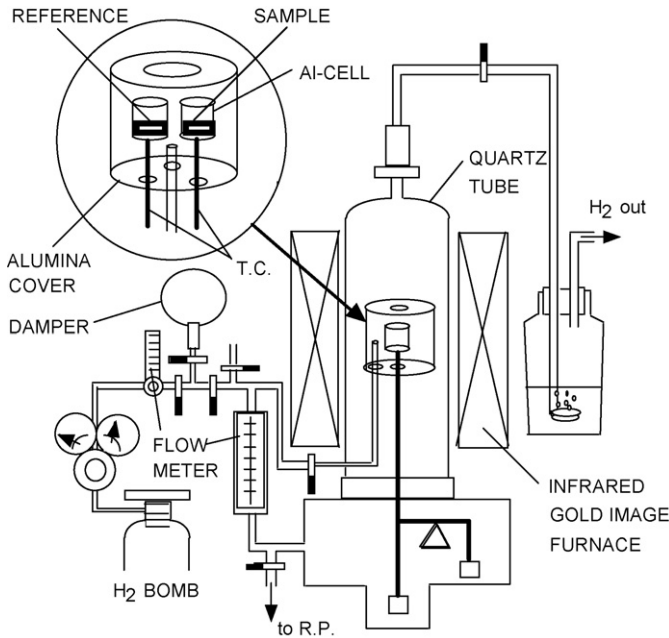 REFERENCE
SAMPLE
Al-CELL
QUARTZ
TUBE
H2 out
ALUMINA
COVER
T.C.
DAMPER
FLOW
METER
INFRARED
GOLD IMAGE
FURNACE
H2 BOMB
to R.P.